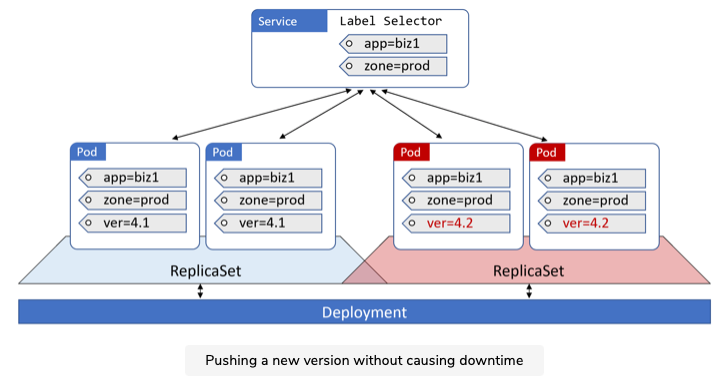 Service
Label Selector
app=biz1
zone=prod
Pod
app=biz1
zone=prod
ver=4.1
Pod
app=biz1
zone=prod
ver=4.1
Pod
app=biz1
zone=prod
ver=4.2
Pod
app=biz1
zone=prod
ver=4.2
ReplicaSet
ReplicaSet
Deployment
Pushing a new version without causing downtime